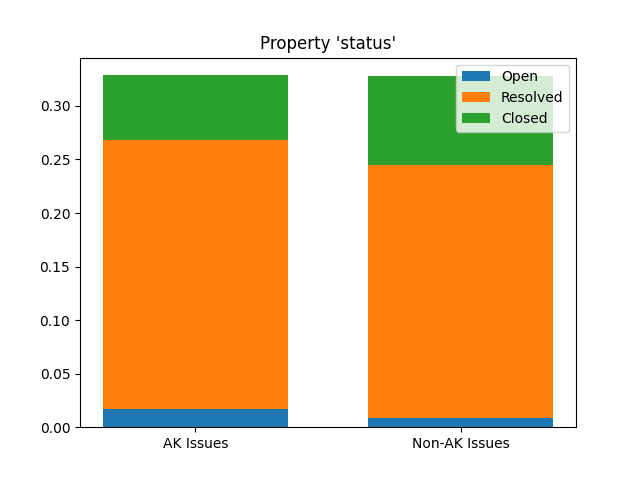 Property 'status'
Open
Resolved
Closed
0.30
0.25
0.20
0.15
0.10
0.05
0.00
AK Issues
Non-AK Issues